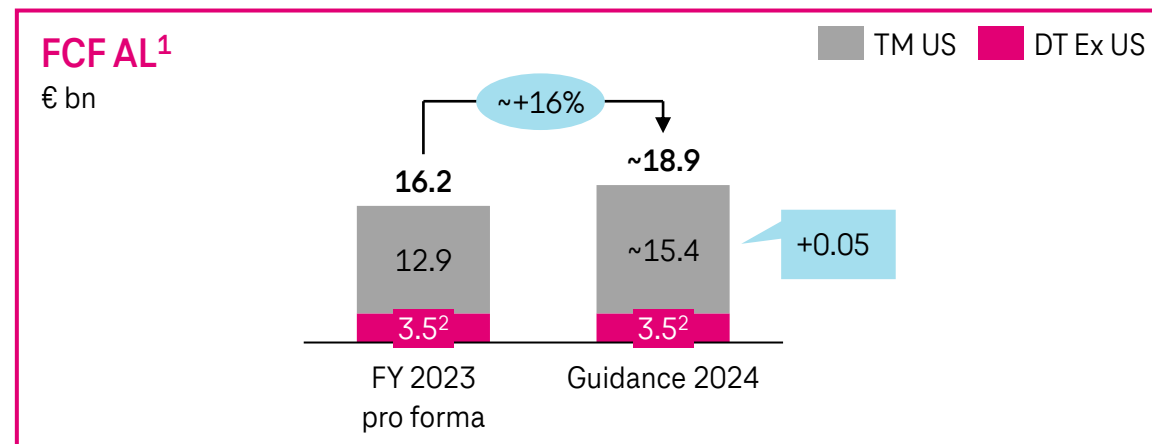 FCF AL¹
€ bn
TM US
DT Ex US
~+16%
16.2
~18.9
12.9
~15.4
+0.05
3.5²
3.5²
FY 2023
pro forma
Guidance 2024